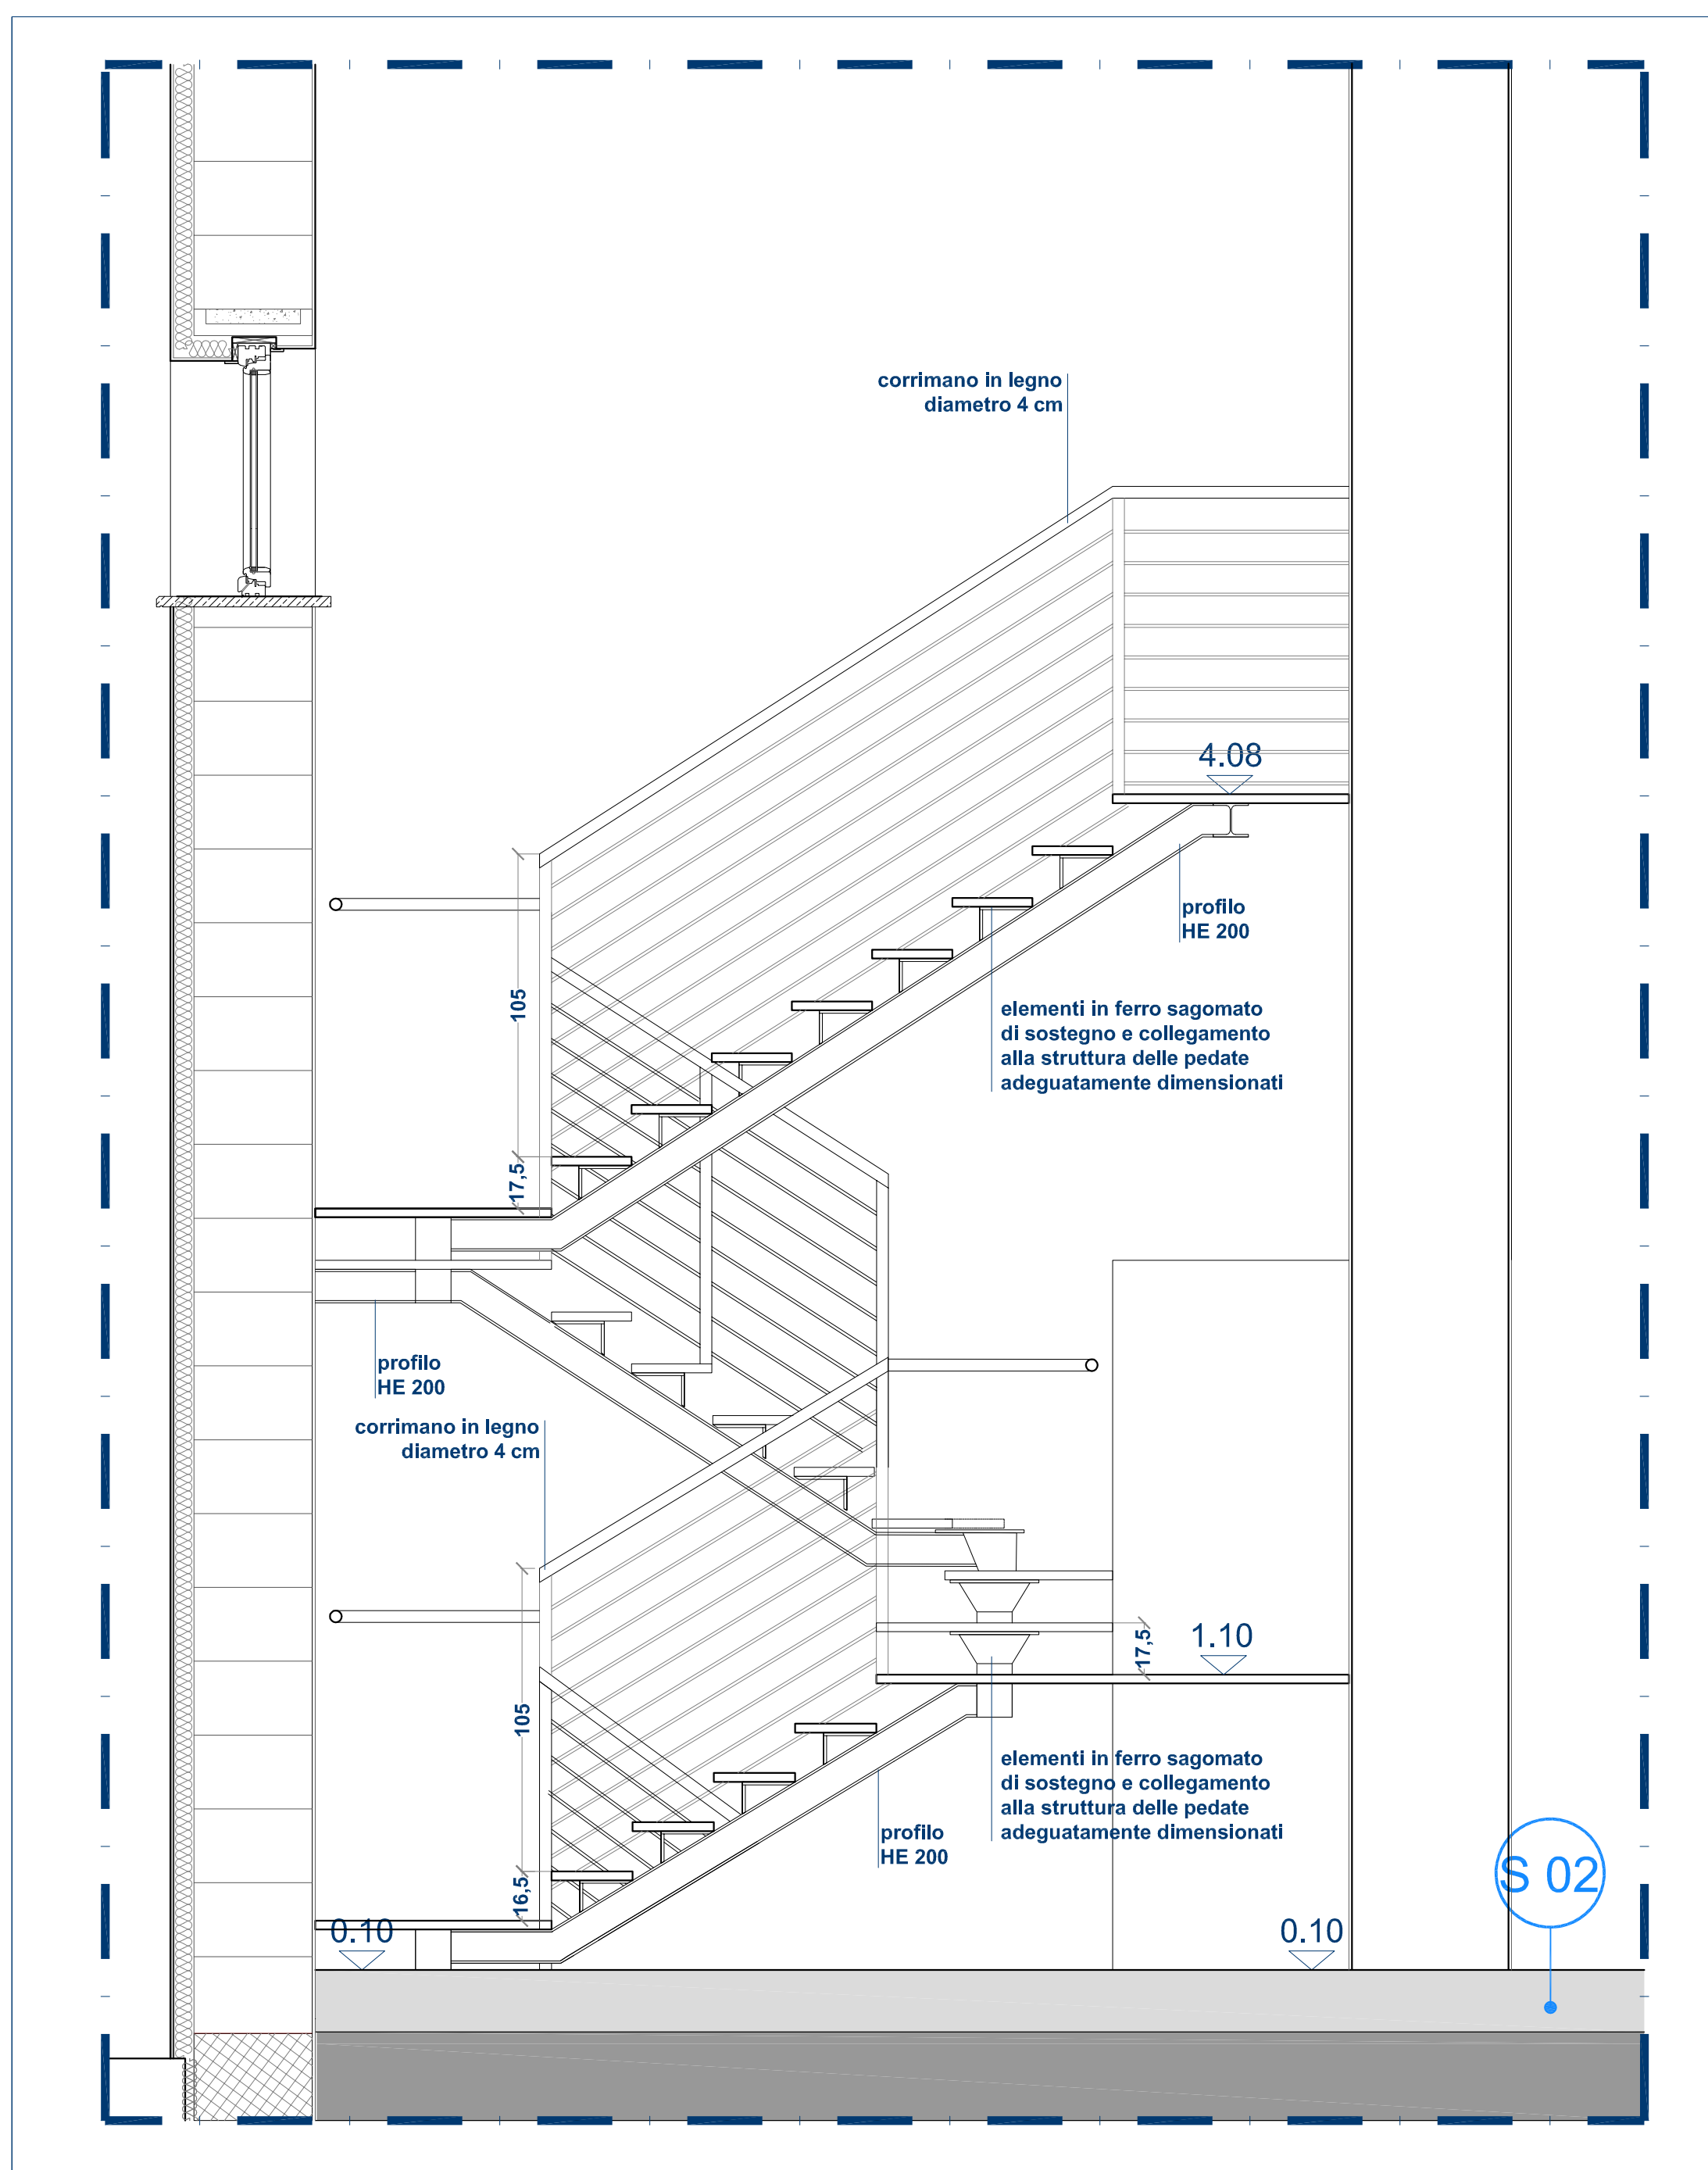 corrimano in legno
diametro 4 cm
4.08
profilo
HE 200
105
elementi in ferro sagomato
di sostegno e collegamento
alla struttura delle pedate
adeguatamente dimensionati
17,5
profilo
HE 200
corrimano in legno
diametro 4 cm
17,5
1.10
105
elementi in ferro sagomato
di sostegno e collegamento
alla struttura delle pedate
adeguatamente dimensionati
profilo
HE 200
16,5
S 02
0.10
0.10